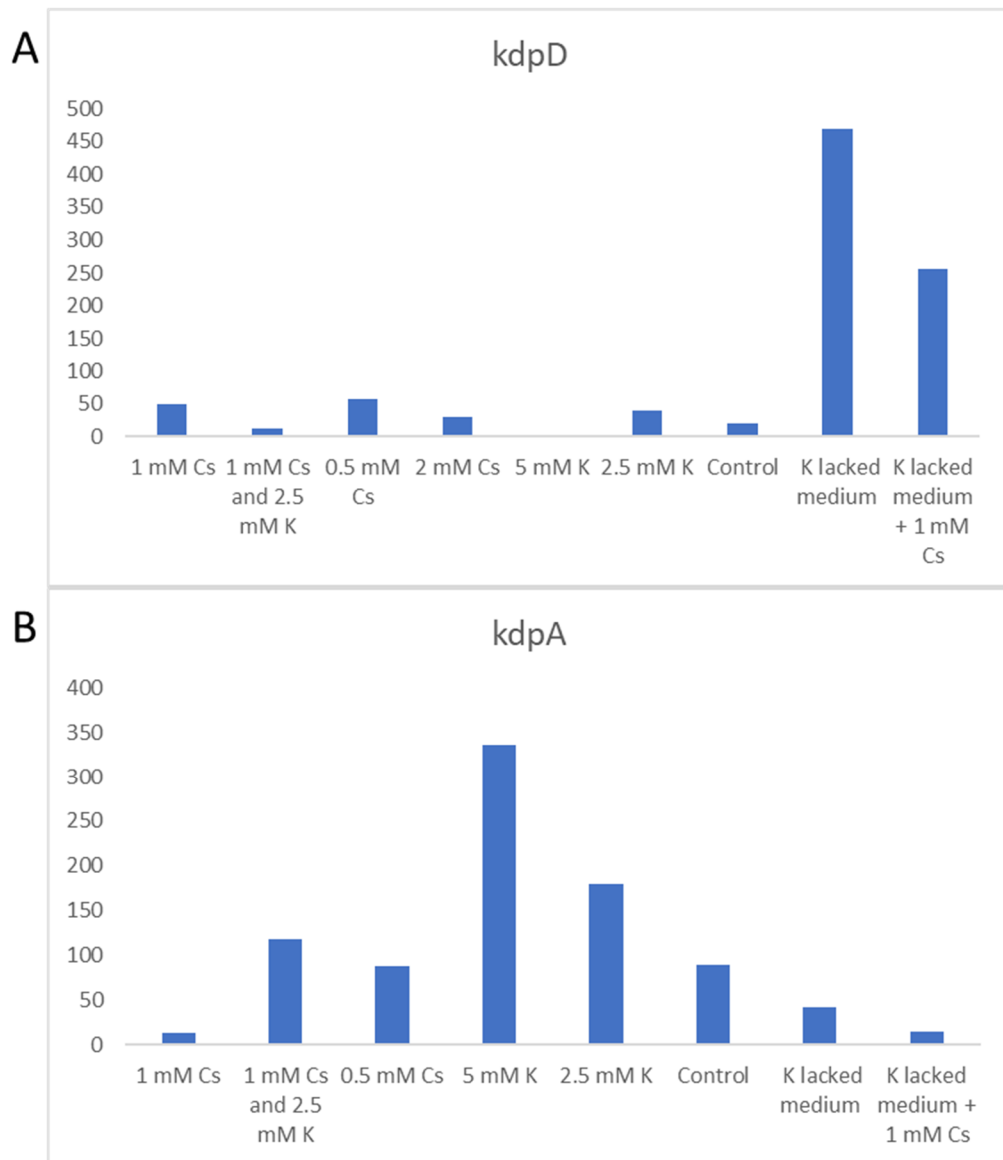 A
kdpD
500
450
400
350
300
250
200
150
100
50
0
1 mM Cs
1 mM Cs
and 2.5
mM K
0.5 mM
Cs
2 mM Cs
5 mM K
2.5 mM K
Control
K lacked
medium
K lacked
medium
+ 1 mM
Cs
B
kdpA
400
350
300
250
200
150
100
50
0
1 mM Cs
1 mM Cs
and 2.5
mM K
0.5 mM Cs
5 mM K
2.5 mM K
Control
K lacked
medium
K lacked
medium +
1 mM Cs